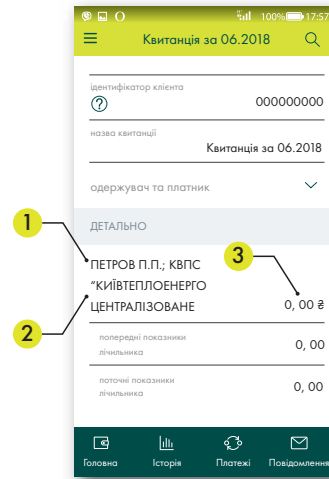 100% 17:57
Квитанція за 06.2018
ідентифікатор клієнта
? 000000000
назва квитанції
Квитанція за 06.2018
одержувач та платник
ДЕТАЛЬНО
1 3
ПЕТРОВ П.П.; КВПС
"КИЇВТЕПЛОЕНЕРГО
2 ЦЕНТРАЛІЗОВАНЕ 0, 00 ₴
попередні показники
лічильника 0, 00
поточні показники
лічильника 0, 00
Головна Історія Платежі Повідомлення